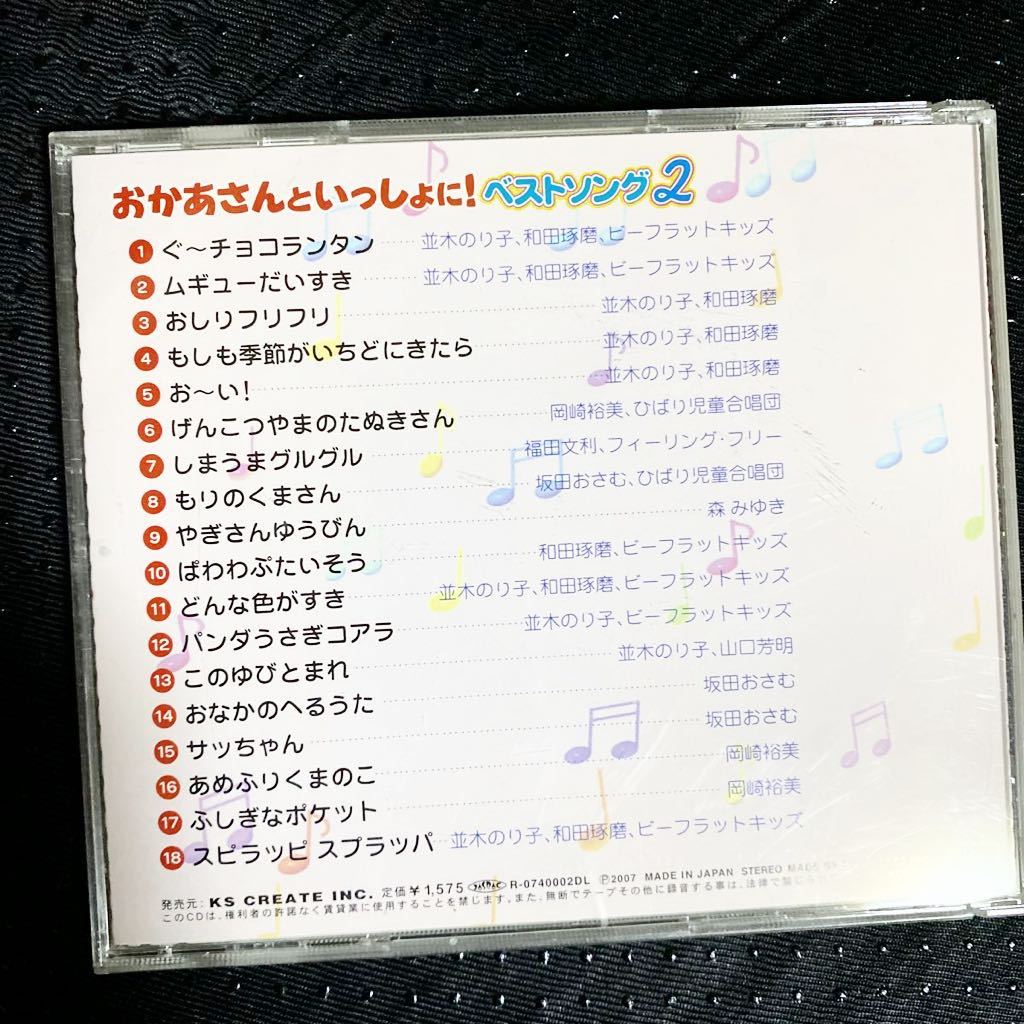 おかあさんといっしょに!ベストソング2
1 ぐ〜チョコランタン 並木のり子、和田琢磨、ビーフラットキッズ
2 ムギューだいすき 並木のり子、和田琢磨、ビーフラットキッズ
3 おしりフリフリ 並木のり子、和田琢磨
4 もしも季節がいちどにきたら 並木のり子、和田琢磨
5 お〜い! 並木のり子、和田琢磨
6 げんこつやまのたぬきさん 岡崎裕美、ひばり児童合唱団
7 しまうまグルグル 福田文利、フィーリング・フリー
8 もりのくまさん 坂田おさむ、ひばり児童合唱団
9 やぎさんゆうびん 森 みゆき
10 ぱわわぷたいそう 和田琢磨、ビーフラットキッズ
11 どんな色がすき 並木のり子、和田琢磨、ビーフラットキッズ
12 パンダうさぎコアラ 並木のり子、ビーフラットキッズ
13 このゆびとまれ 並木のり子、山口芳明
14 おなかのへるうた 坂田おさむ
15 サッちゃん 坂田おさむ
16 あめふりくまのこ 岡崎裕美
17 ふしぎなポケット 岡崎裕美
18 スピラッピ スプラッパ 並木のり子、和田琢磨、ビーフラットキッズ
発売元: KS CREATE INC. 定価¥1,575 JASRAC R-0740002DL Ⓟ2007 MADE IN JAPAN STEREO
このCDは、権利者の許諾なく賃貸業に使用することを禁じます。また、無断でテープその他に録音する事は、法律で禁じら